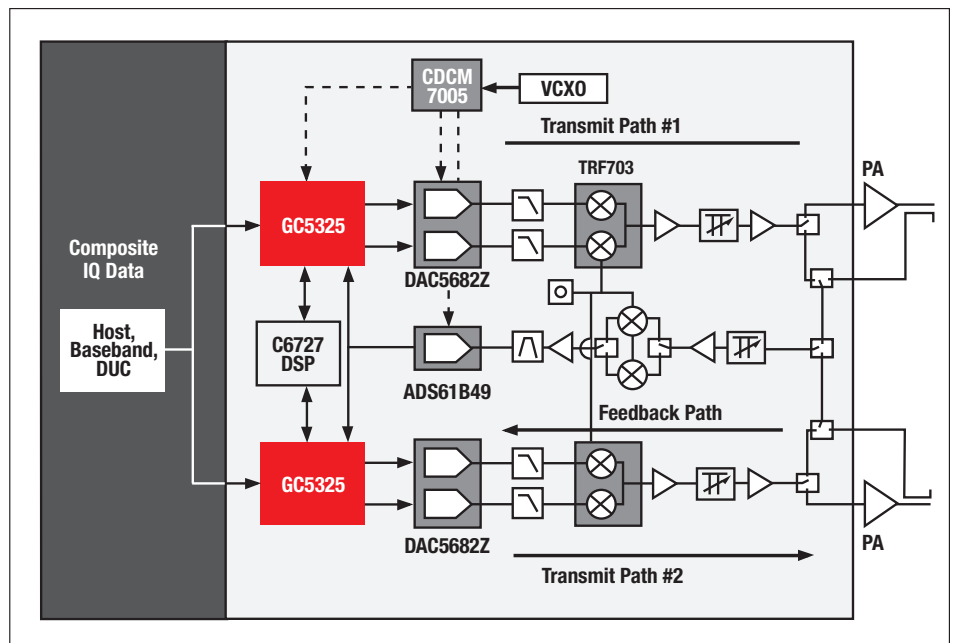 CDCM
7005
VCXO
Transmit Path #1
TRF703
PA
GC5325
Composite
IQ Data
DAC5682Z
Host,
Baseband,
DUC
C6727
DSP
ADS61B49
Feedback Path
GC5325
DAC5682Z
PA
Transmit Path #2